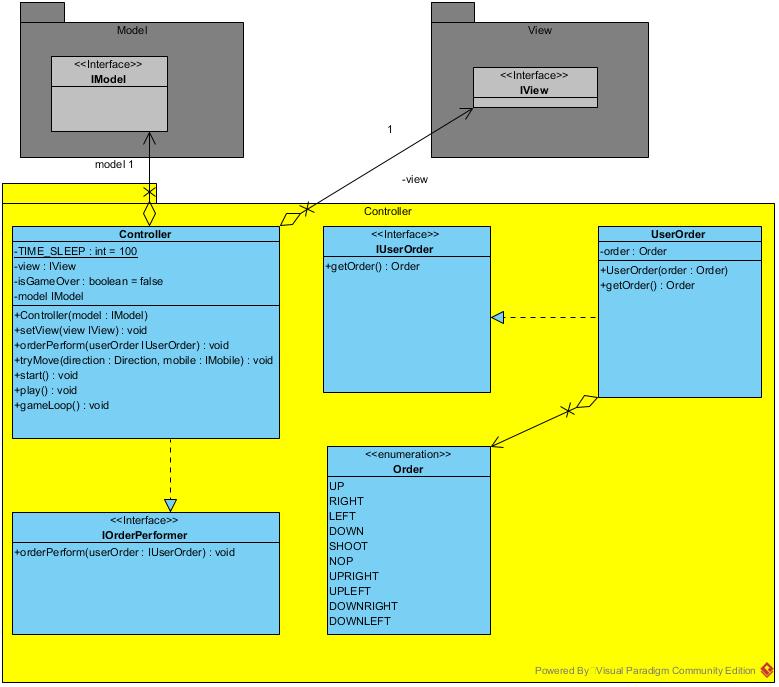 Model
<<Interface>>
IModel
View
<<Interface>>
IView
1
model 1
-view
Controller
Controller
-TIME_SLEEP : int = 100
-view : IView
-isGameOver : boolean = false
-model IModel
+Controller(model : IModel)
+setView(view IView) : void
+orderPerform(userOrder IUserOrder) : void
+tryMove(direction : Direction, mobile : IMobile) : void
+start() : void
+play() : void
+gameLoop() : void
<<Interface>>
IUserOrder
+getOrder() : Order
UserOrder
-order : Order
+UserOrder(order : Order)
+getOrder() : Order
<<Interface>>
IOrderPerformer
+orderPerform(userOrder : IUserOrder) : void
<<enumeration>>
Order
UP
RIGHT
LEFT
DOWN
SHOOT
NOP
UPRIGHT
UPLEFT
DOWNRIGHT
DOWNLEFT
Powered By Visual Paradigm Community Edition